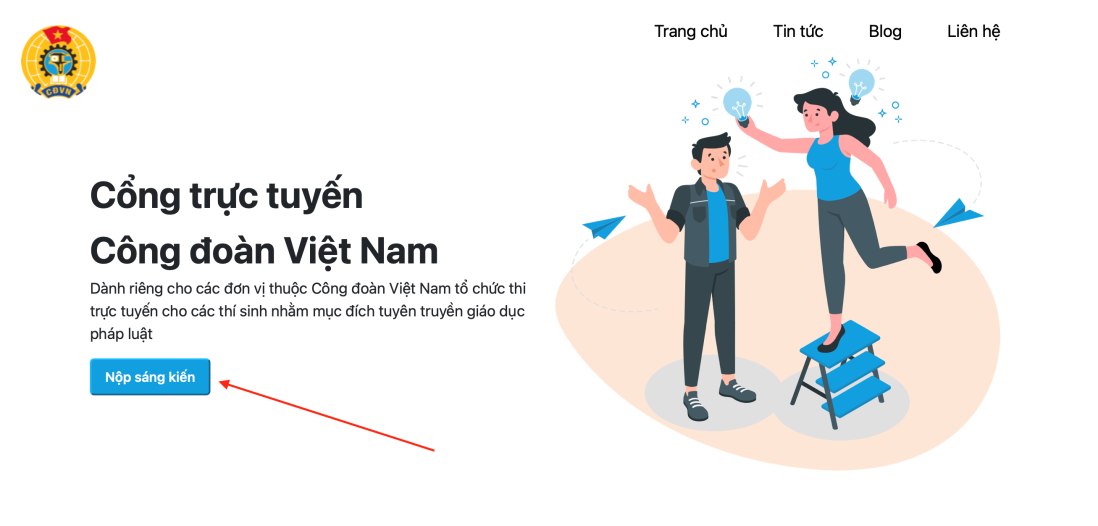 Trang chủ Tin tức Blog Liên hệ
CĐVN
Cổng trực tuyến
Công đoàn Việt Nam
Dành riêng cho các đơn vị thuộc Công đoàn Việt Nam tổ chức thi
trực tuyến cho các thí sinh nhằm mục đích tuyên truyền giáo dục
pháp luật
Nộp sáng kiến